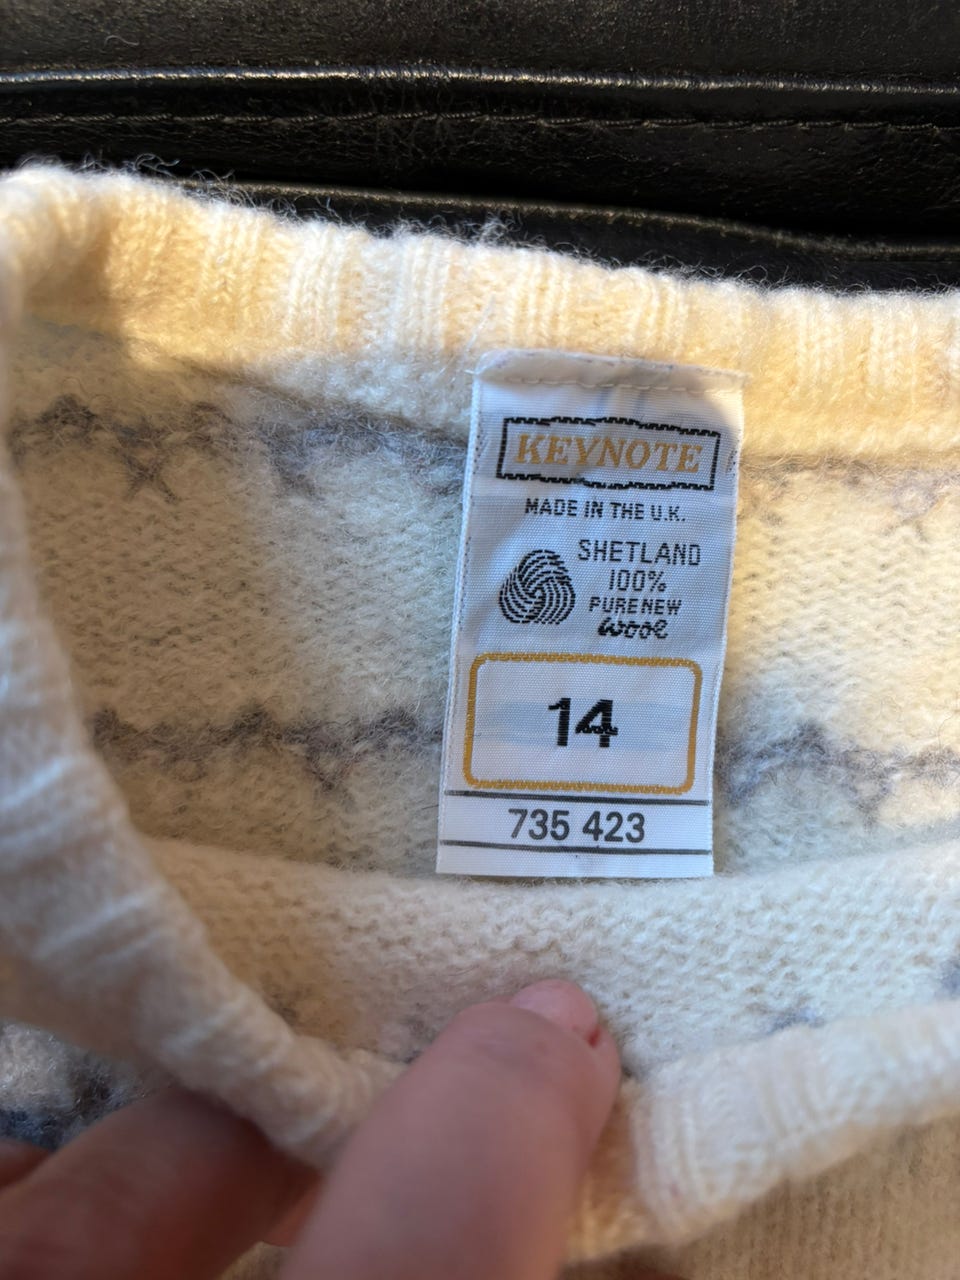 KEYNOTE
MADE IN THE U.K.
SHETLAND
100%
PURE NEW
wool
14
735 423